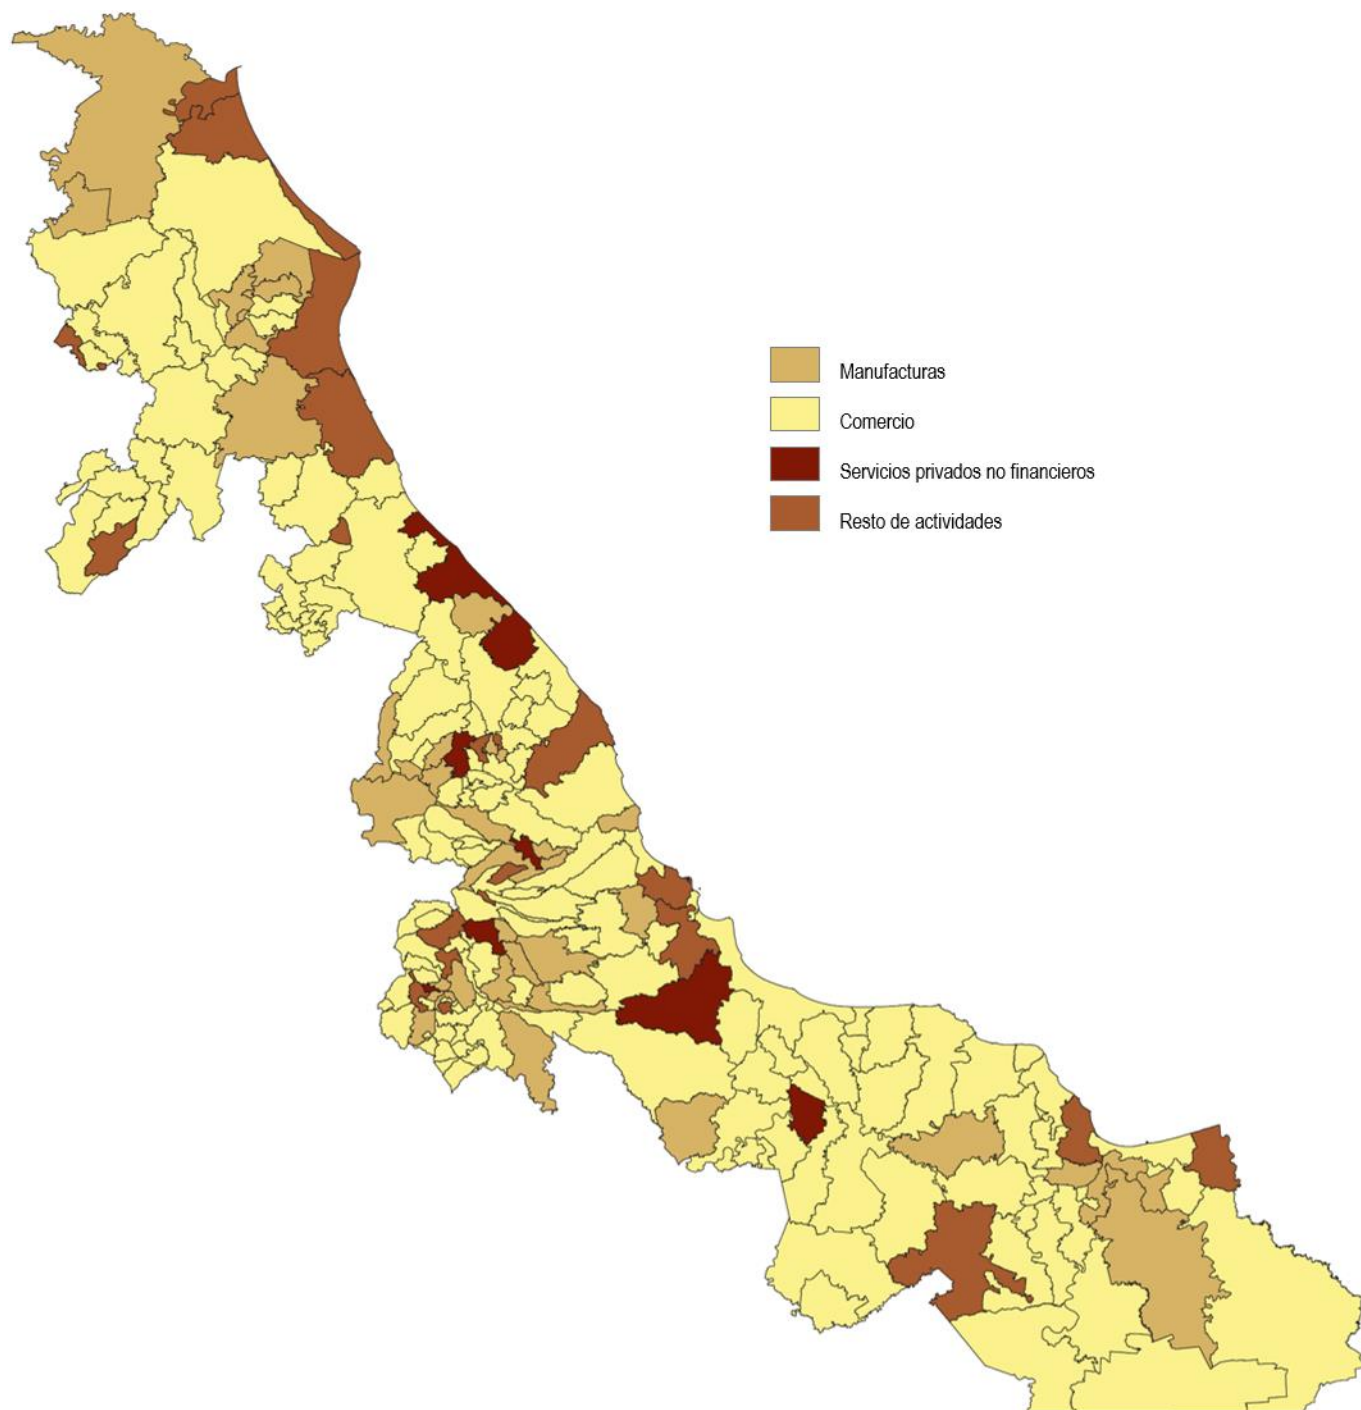 Manufacturas
Comercio
Servicios privados no financieros
Resto de actividades